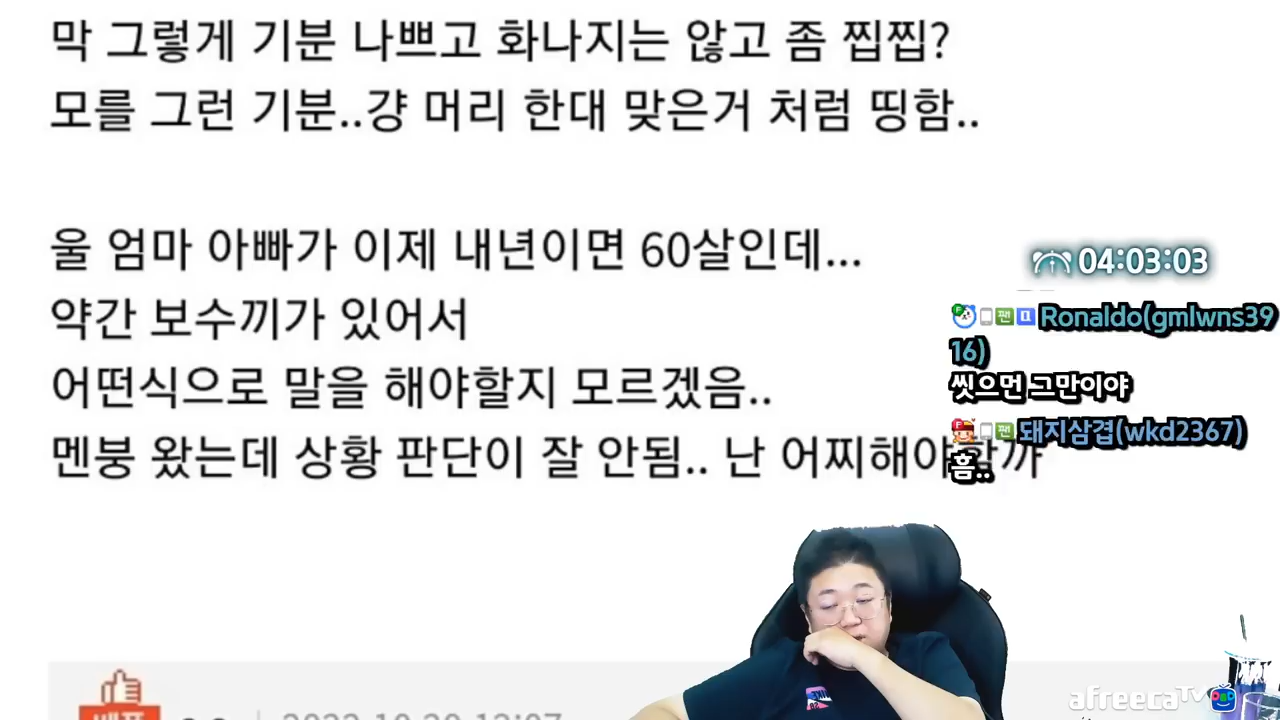 막 그렇게 기분 나쁘고 화나지는 않고 좀 찝찝?
모를 그런 기분..걍 머리 한대 맞은거 처럼 띵함..
울 엄마 아빠가 이제 내년이면 60살인데...
약간 보수끼가 있어서
어떤식으로 말을 해야할지 모르겠음..
멘붕 왔는데 상황 판단이 잘 안됨.. 난 어찌해야할까
04:03:03
팬 Ronaldo(gmlwns39
16)
씻으먼 그만이야
팬 돼지삼겹(wkd2367)
흠..
베플
afreecaTV